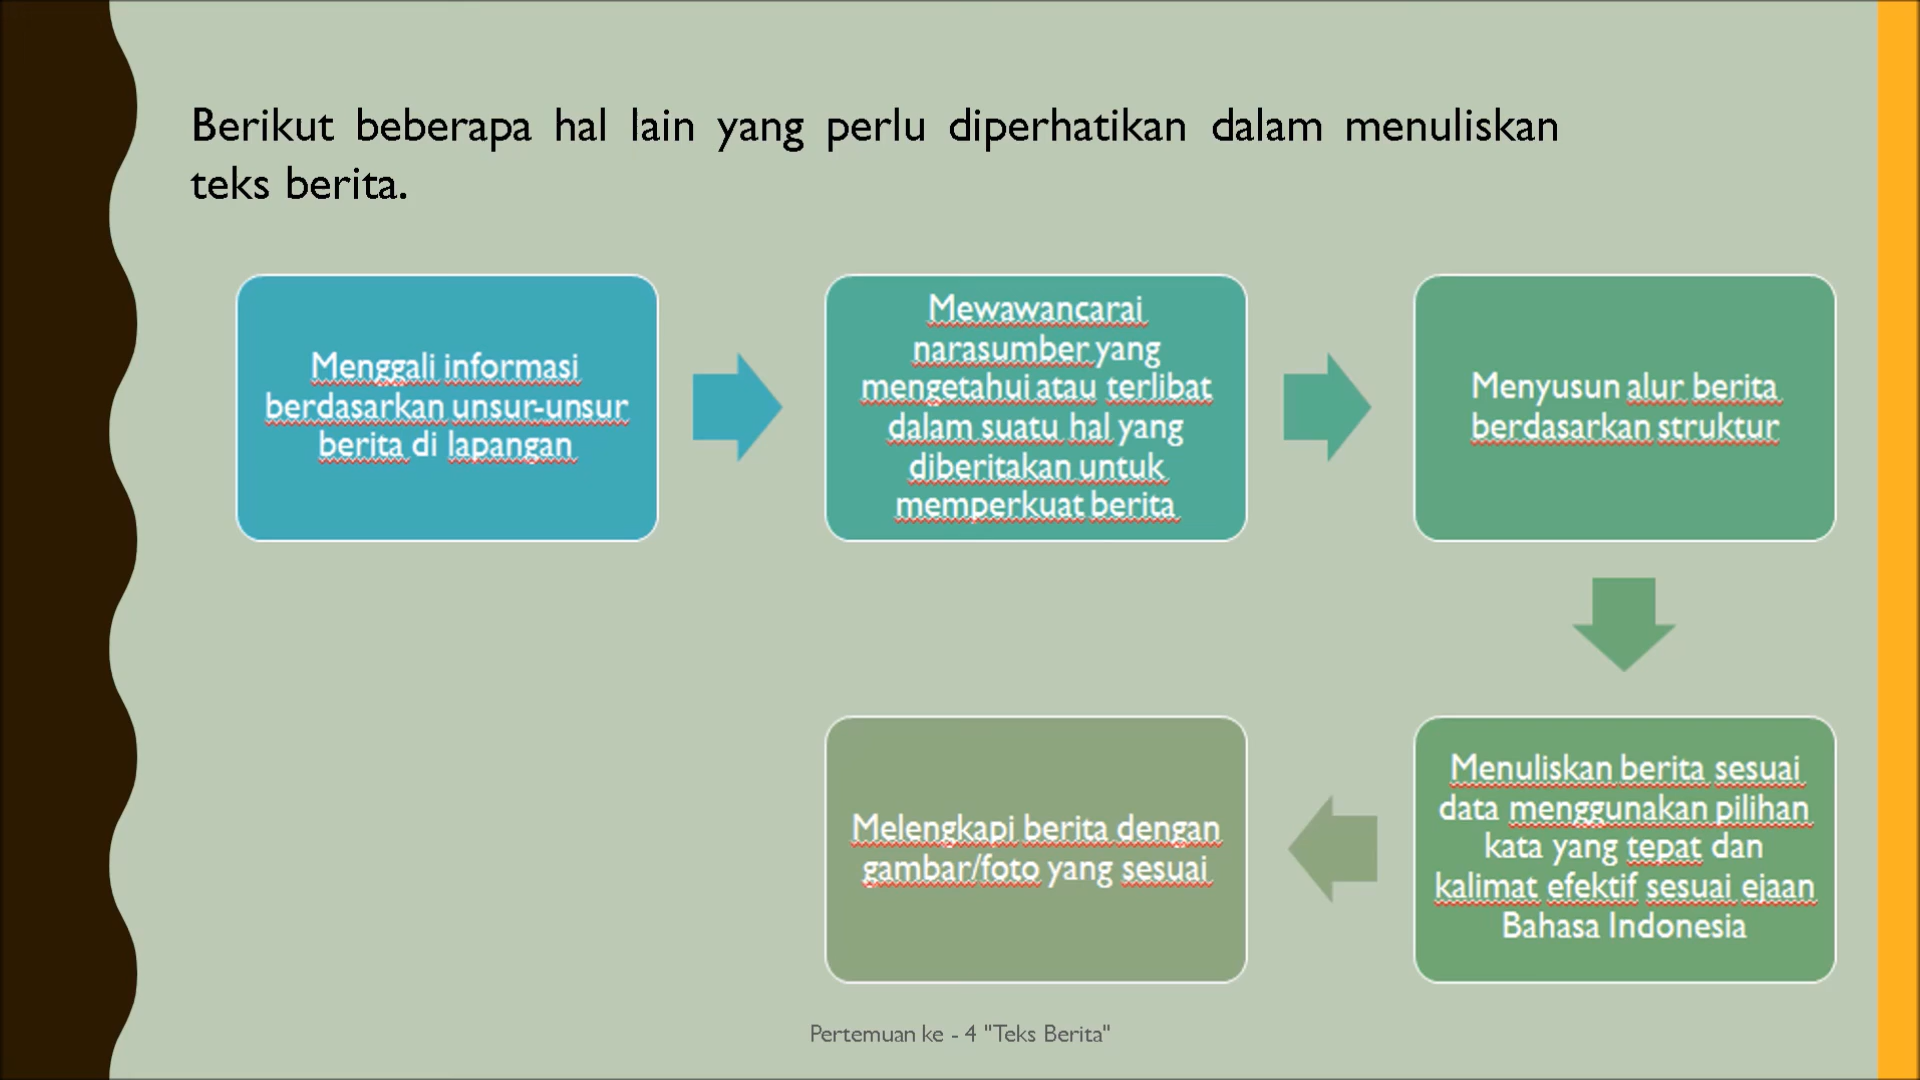 Berikut beberapa hal lain yang perlu diperhatikan dalam menuliskan
teks berita.
Menggali informasi
berdasarkan unsur-unsur
berita di lapangan
Mewawancarai
narasumber yang
mengetahui atau terlibat
dalam suatu hal yang
diberitakan untuk
memperkuat berita
Menyusun alur berita
berdasarkan struktur
Menuliskan berita sesuai
data menggunakan pilihan
kata yang tepat dan
kalimat efektif sesuai ejaan
Bahasa Indonesia
Melengkapi berita dengan
gambar/foto yang sesuai
Pertemuan ke - 4 "Teks Berita"